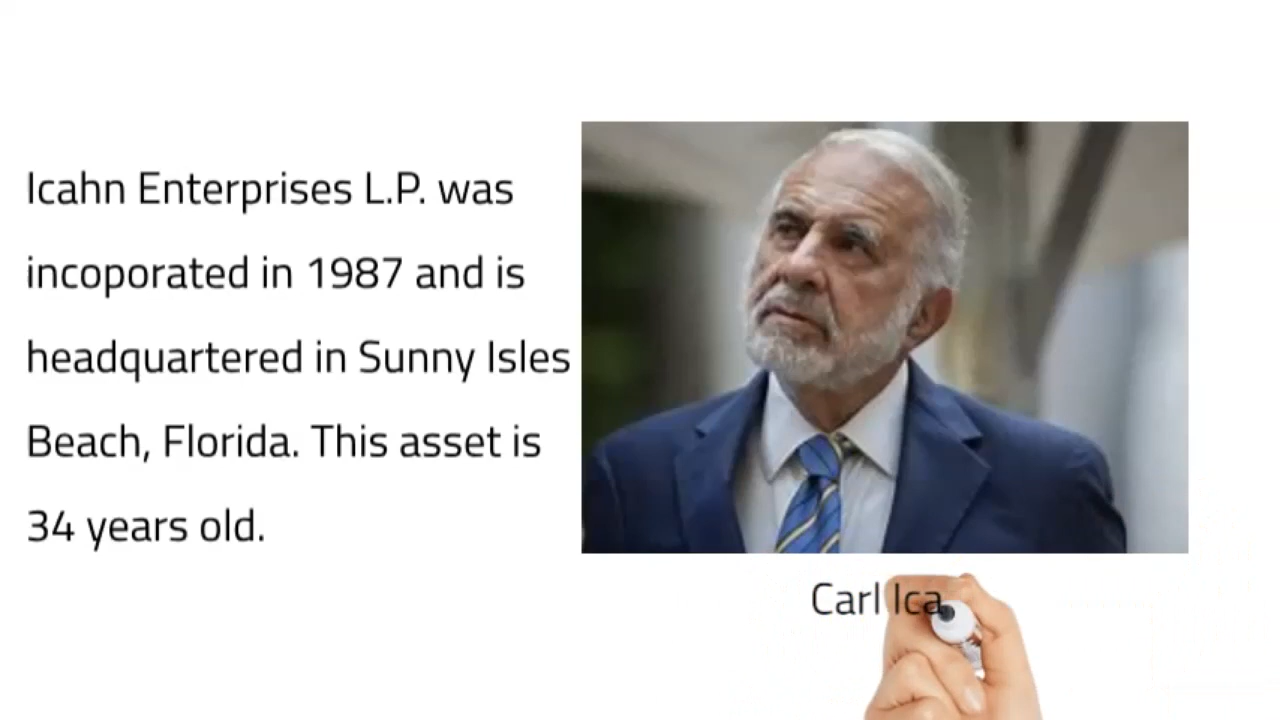 Icahn Enterprises L.P. was
incoporated in 1987 and is
headquartered in Sunny Isles
Beach, Florida. This asset is
34 years old.
Carl Ica